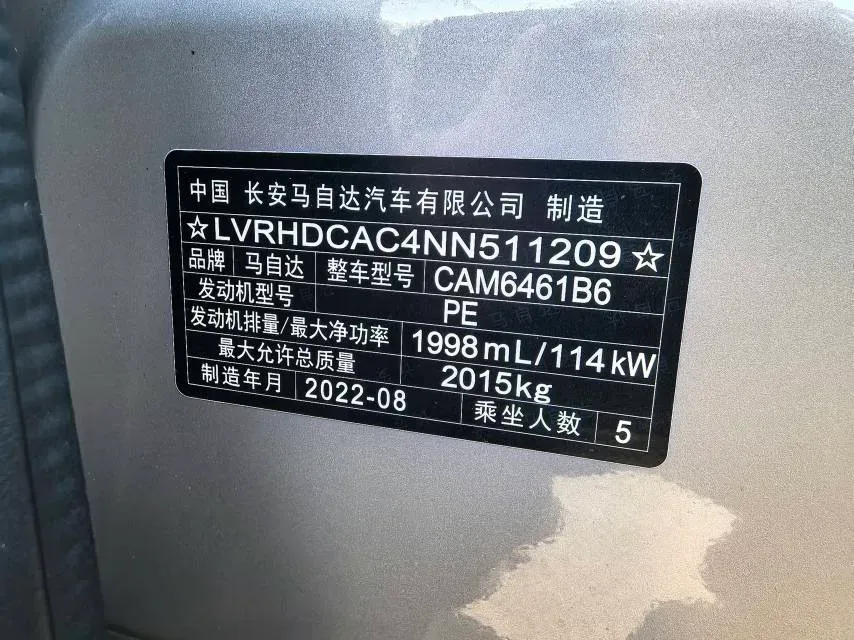 中国 长安马自达汽车有限公司 制造
☆LVRHDCAC4NN511209☆
品牌 马自达 整车型号 CAM6461B6
发动机型号 PE
发动机排量/最大净功率 1998mL/114kW
最大允许总质量 2015kg
制造年月 2022-08 乘坐人数 5